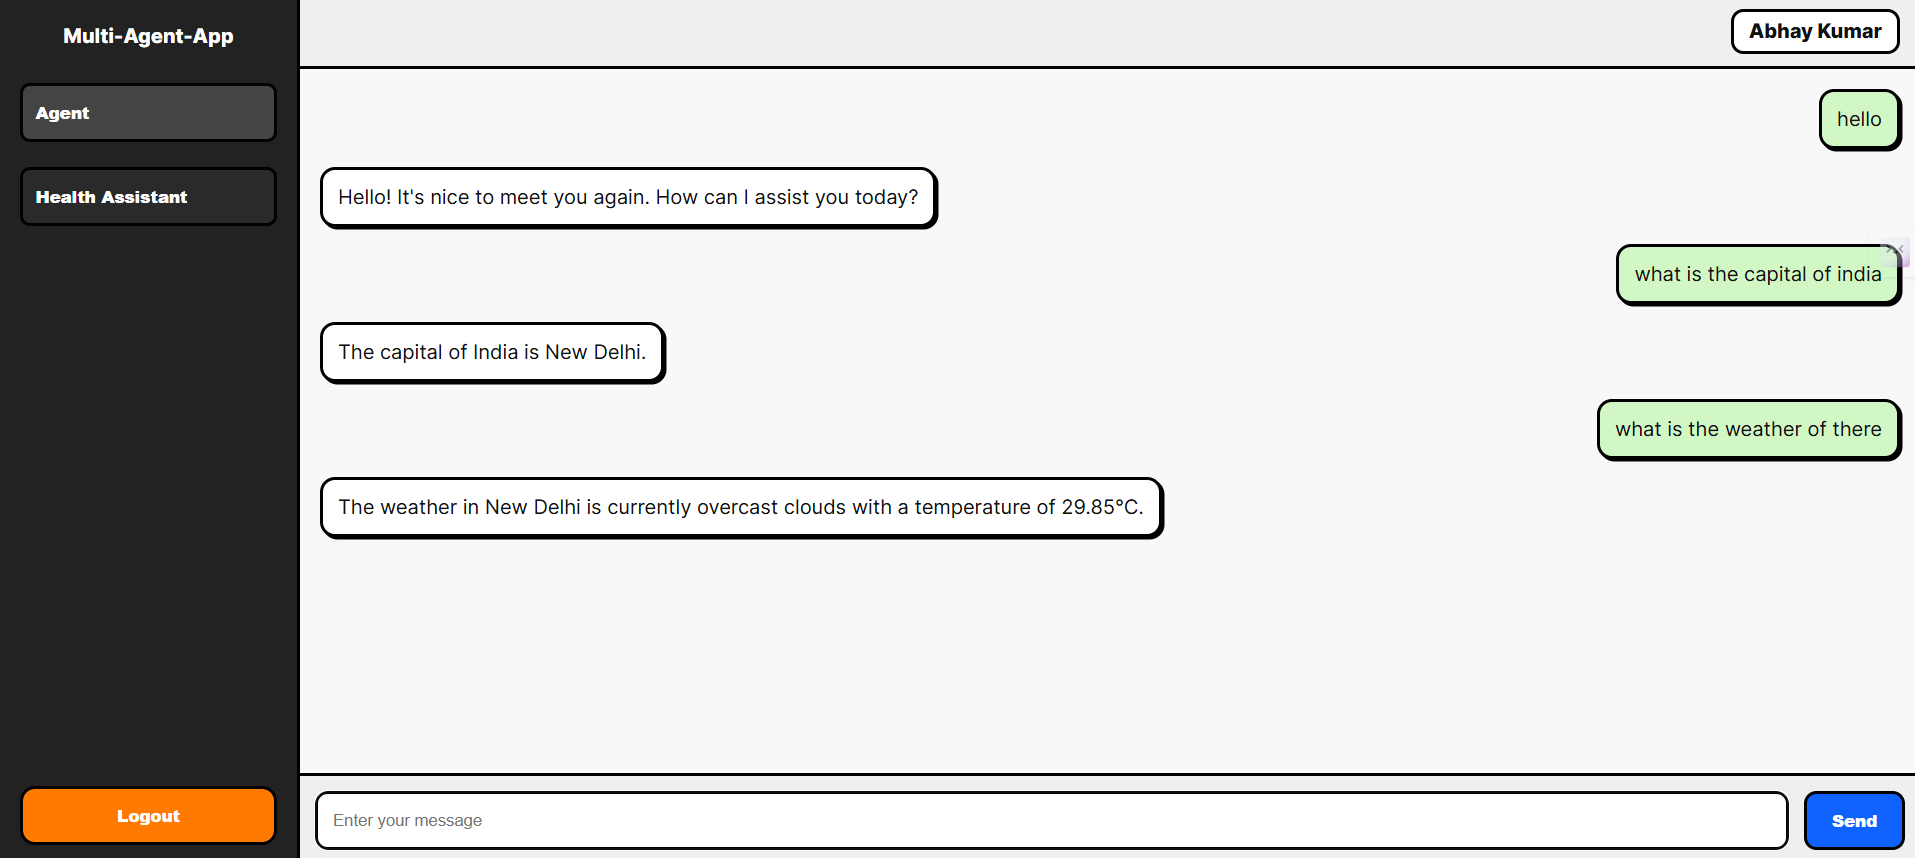 Multi-Agent-App
Agent
Health Assistant
Logout
Abhay Kumar
hello
Hello! It's nice to meet you again. How can I assist you today?
what is the capital of india
The capital of India is New Delhi.
what is the weather of there
The weather in New Delhi is currently overcast clouds with a temperature of 29.85°C.
Enter your message
Send